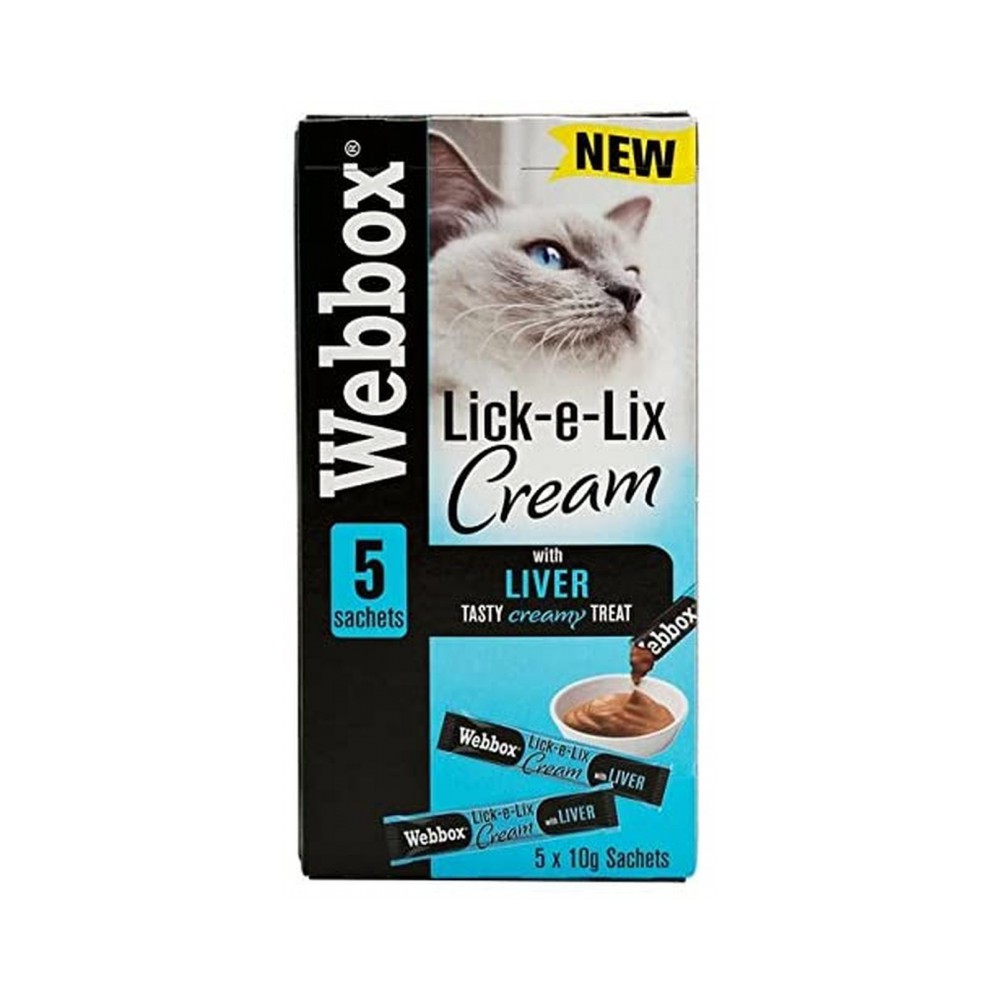 Webbox®
NEW
Lick-e-Lix
Cream
5
sachets
with
LIVER
TASTY creamy TREAT
ebbox
Webbox® Lick-e-Lix Cream with LIVER
Webbox® Lick-e-Lix Cream with LIVER
5 x 10g Sachets